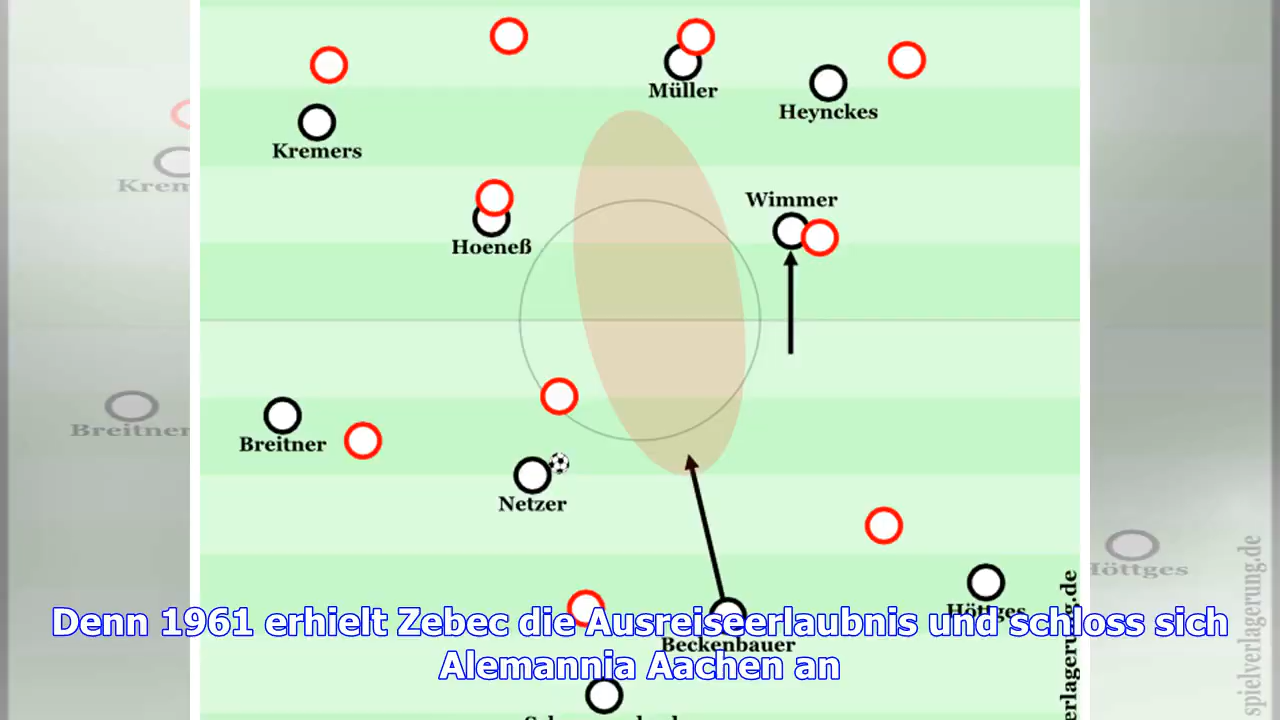 Müller
Heynckes
Kremers
Wimmer
Hoeneß
Breitner
Netzer
Höttges
Beckenbauer
Denn 1961 erhielt Zebec die Ausreiseerlaubnis und schloss sich
Alemannia Aachen an
Breitner
Höttges
spielverlagerung.de